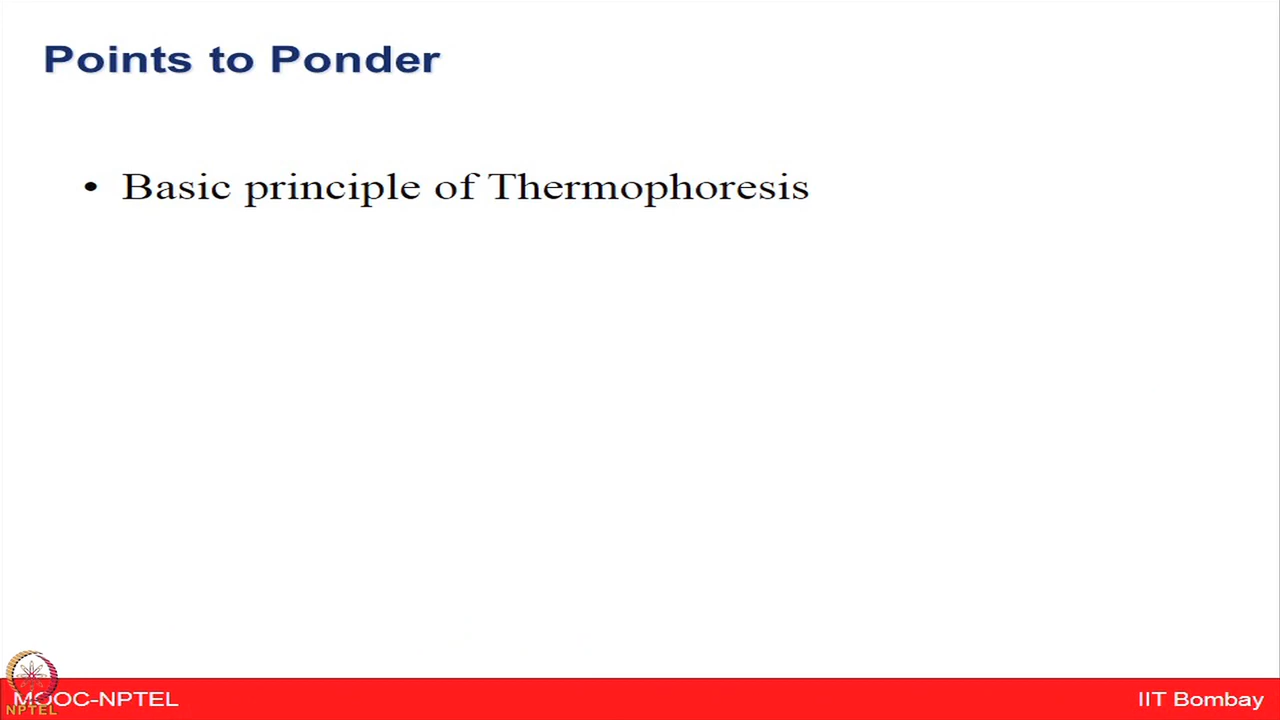 Points to Ponder
• Basic principle of Thermophoresis
MOOC-NPTEL
NPTEL
IIT Bombay